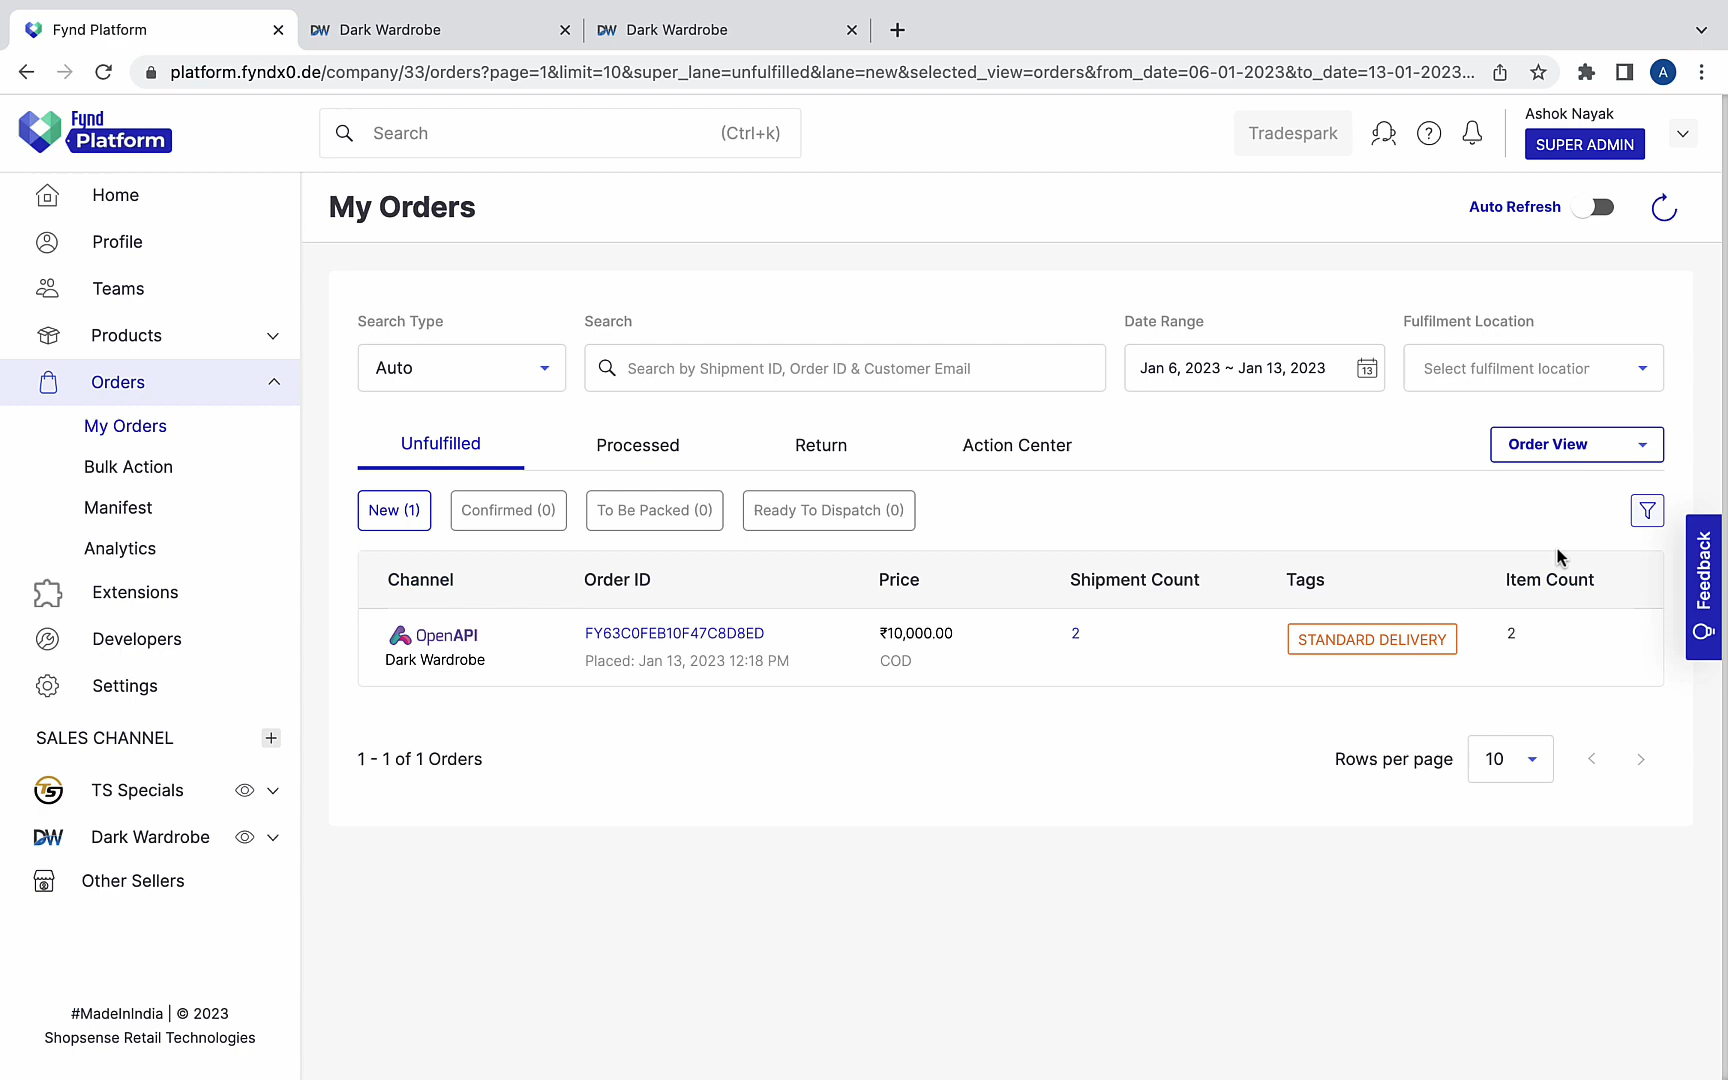 Fynd Platform
Dark Wardrobe
Dark Wardrobe
platform.fyndx0.de/company/33/orders?page=1&limit=10&super_lane=unfulfilled&lane=new&selected_view=orders&from_date=06-01-2023&to_date=13-01-2023...
A
Fynd
Platform
Search
(Ctrl+k)
Tradespark
?
Ashok Nayak
SUPER ADMIN
Home
Profile
Teams
Products
Orders
My Orders
Bulk Action
Manifest
Analytics
Extensions
Developers
Settings
SALES CHANNEL
TS
TS Specials
DW
Dark Wardrobe
Other Sellers
#MadeInIndia | © 2023
Shopsense Retail Technologies
My Orders
Auto Refresh
Search Type
Search
Date Range
Fulfilment Location
Auto
Search by Shipment ID, Order ID & Customer Email
Jan 6, 2023 ~ Jan 13, 2023
13
Select fulfilment location
Unfulfilled
Processed
Return
Action Center
Order View
New (1)
Confirmed (0)
To Be Packed (0)
Ready To Dispatch (0)
Channel
Order ID
Price
Shipment Count
Tags
Item Count
OpenAPI
Dark Wardrobe
FY63C0FEB10F47C8D8ED
Placed: Jan 13, 2023 12:18 PM
₹10,000.00
COD
2
STANDARD DELIVERY
2
1 - 1 of 1 Orders
Rows per page
10
Feedback